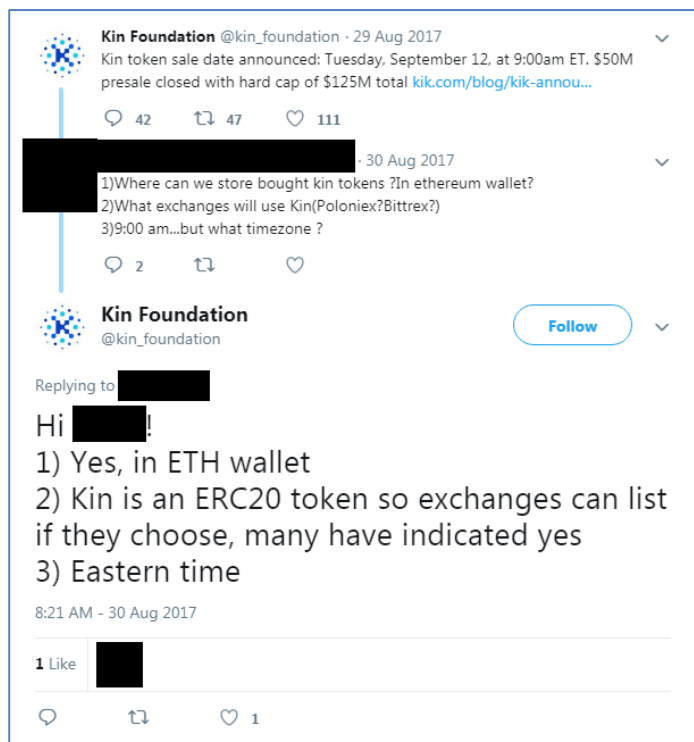 Kin Foundation @kin_foundation · 29 Aug 2017
Kin token sale date announced: Tuesday, September 12, at 9:00am ET. $50M
presale closed with hard cap of $125M total kik.com/blog/kik-annou...
42 47 111
· 30 Aug 2017
1)Where can we store bought kin tokens ?In ethereum wallet?
2)What exchanges will use Kin(Poloniex?Bittrex?)
3)9:00 am...but what timezone ?
2
Kin Foundation
@kin_foundation
Follow
Replying to
Hi !
1) Yes, in ETH wallet
2) Kin is an ERC20 token so exchanges can list
if they choose, many have indicated yes
3) Eastern time
8:21 AM - 30 Aug 2017
1 Like
1